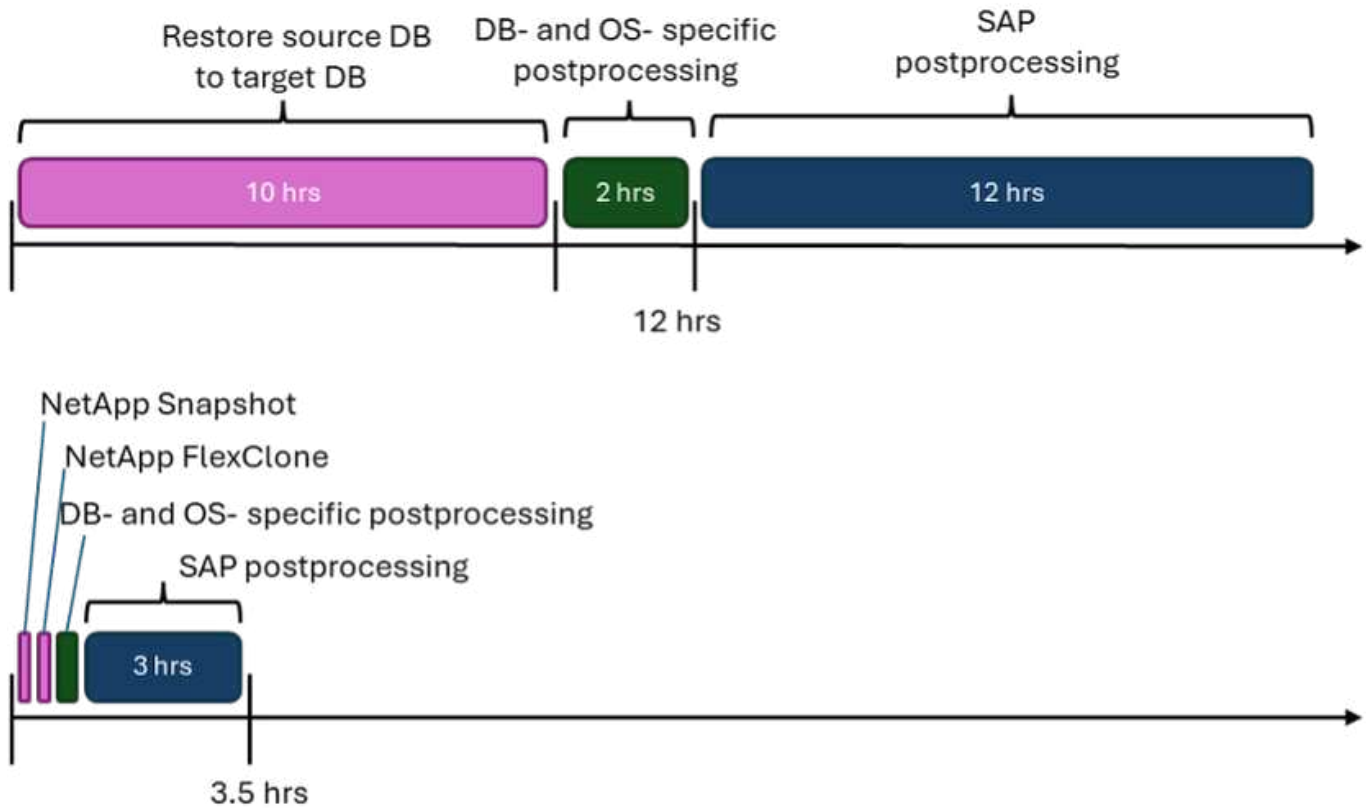 Restore source DB
to target DB
DB- and OS- specific
postprocessing
SAP
postprocessing
10 hrs
2 hrs
12 hrs
12 hrs
NetApp Snapshot
NetApp FlexClone
DB- and OS- specific postprocessing
SAP postprocessing
3 hrs
3.5 hrs